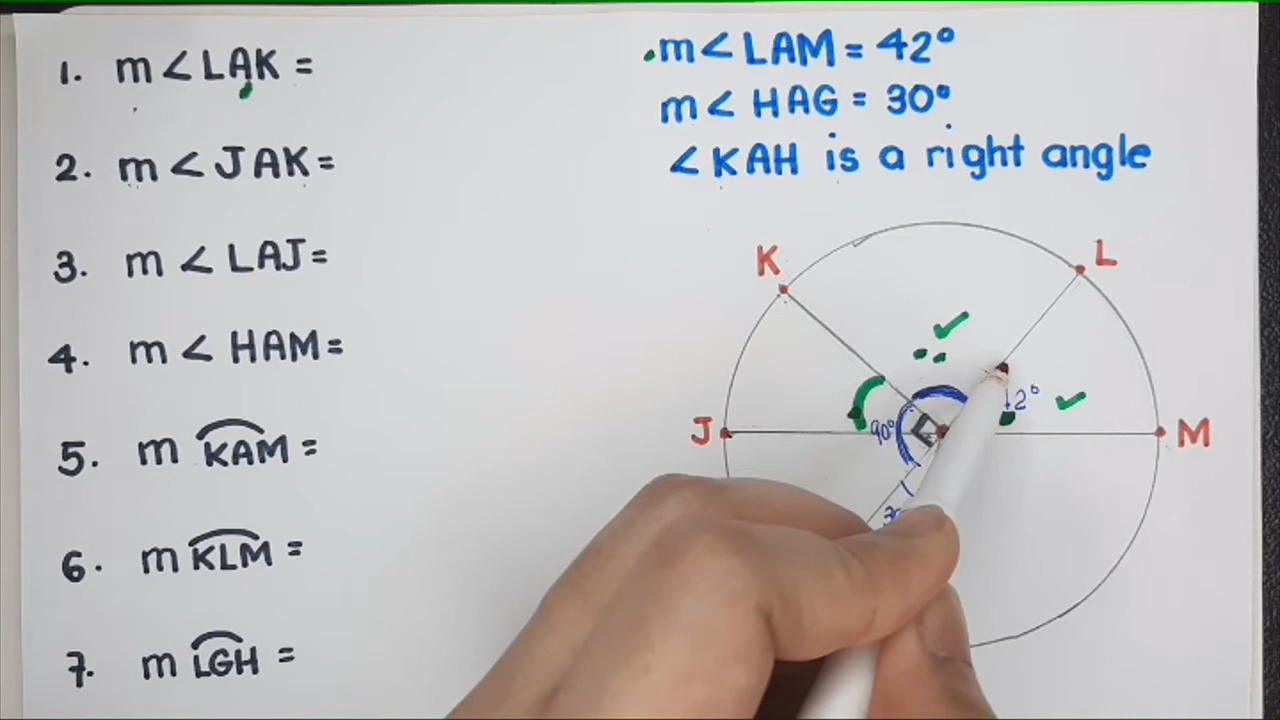 1. m∠LAK =
2. m∠JAK=
3. m∠LAJ=
4. m∠HAM=
5. m KAM =
6. m KLM =
7. m LGH =
m∠LAM = 42°
m∠HAG = 30°
∠KAH is a right angle
K
L
J
90°
M